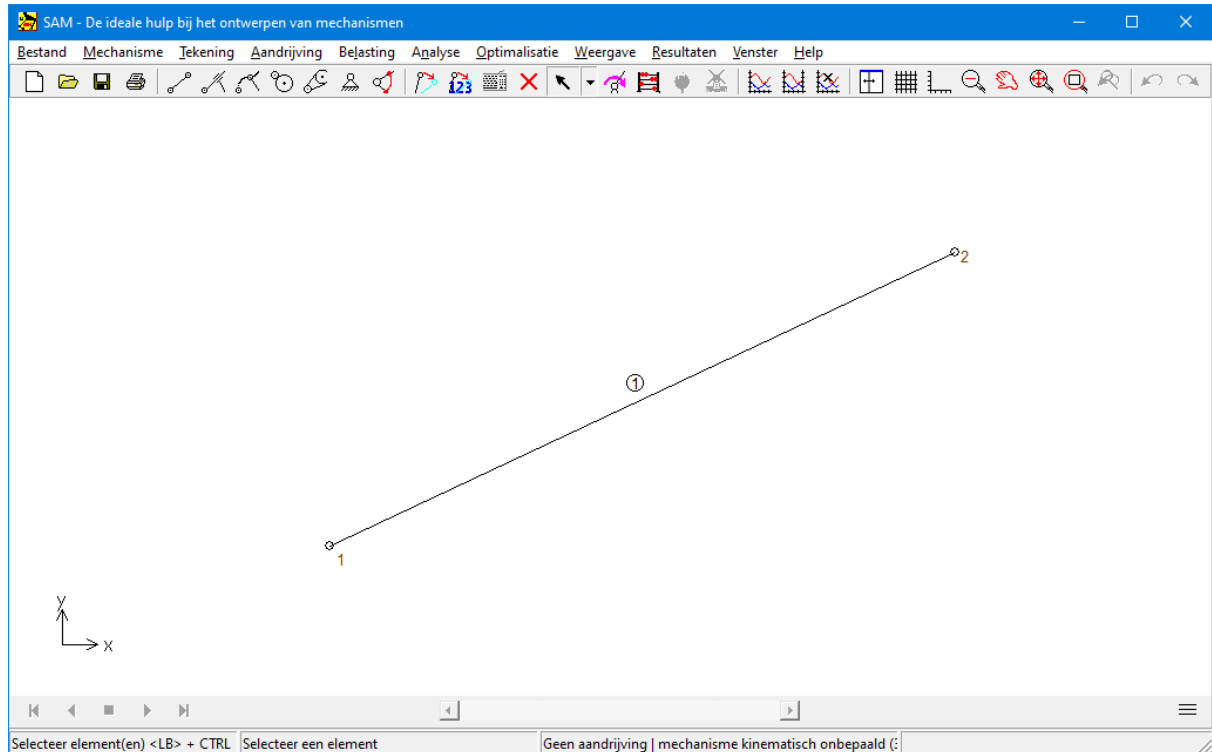 SAM - De ideale hulp bij het ontwerpen van mechanismen
Bestand Mechanisme Tekening Aandrijving Belasting Analyse Optimalisatie Weergave Resultaten Venster Help
123
2
1
1
y
x
Selecteer element(en) <LB> + CTRL Selecteer een element Geen aandrijving | mechanisme kinematisch onbepaald (